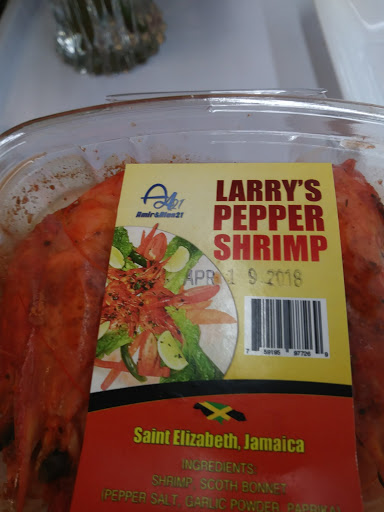 A&A21
Amir&Alan21
LARRY'S
PEPPER
SHRIMP
APR 1 9 2018
Saint Elizabeth, Jamaica
INGREDIENTS:
SHRIMP, SCOTH BONNET
(PEPPER SALT, GARLIC POWDER, PAPRIKA)